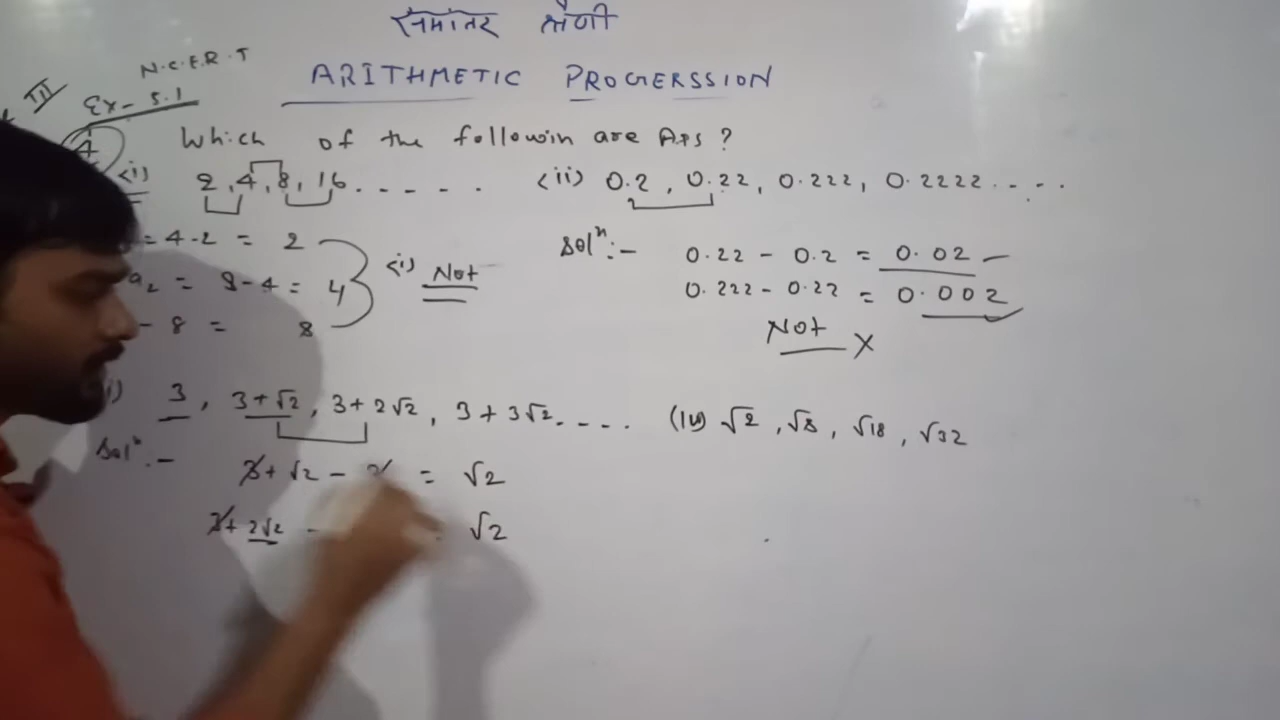 समांतर श्रेणी
N.C.E.R.T
ARITHMETIC PROGERSSION
III
Ex- 5.1
4 Which of the followin are APs ?
(i) 2, 4, 8, 16 . . . . .
(ii) 0.2, 0.22, 0.222, 0.2222 . . . .
= 4-2 = 2
a₂ = 8-4 = 4
- 8 = 8
(i) Not
Solⁿ:-
0.22 - 0.2 = 0.02
0.222 - 0.22 = 0.002
Not X
i) 3, 3+√2, 3+2√2, 3+3√2 . . . .
(iv) √2, √8, √18, √32
Solⁿ:-
3+√2 - 3 = √2
3+2√2 - √2